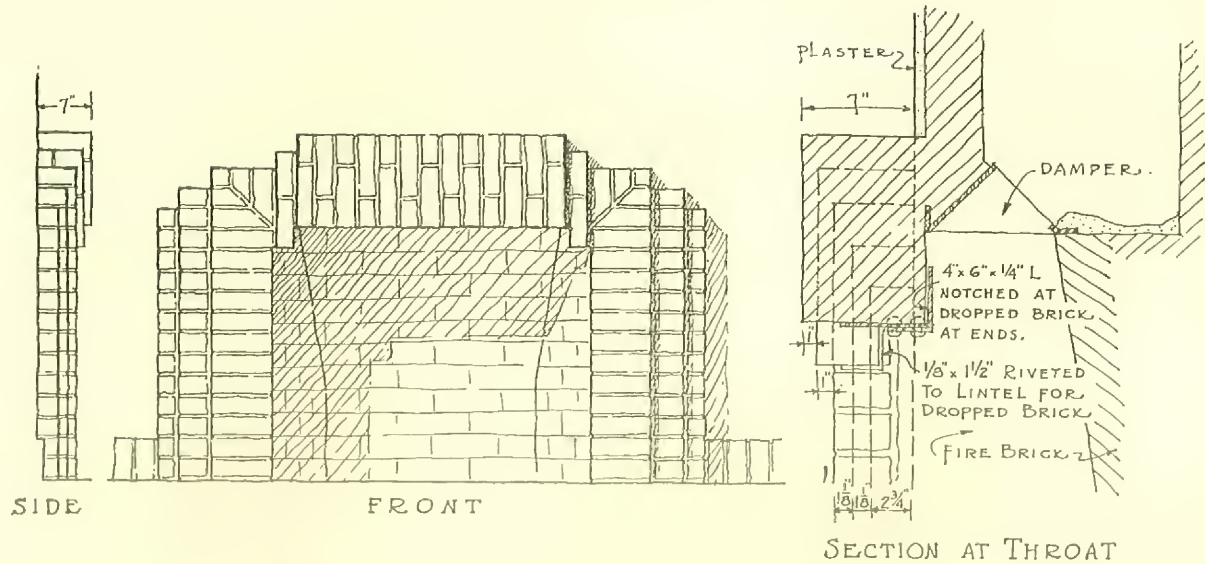 7"
SIDE
FRONT
PLASTER
7"
DAMPER.
4" x 6" x 1/4" L
NOTCHED AT
DROPPED BRICK
AT ENDS.
1"
1"
1/8" x 1 1/2" RIVETED
TO LINTEL FOR
DROPPED BRICK
FIRE BRICK
1 1/8" 1 1/8" 2 3/4"
SECTION AT THROAT